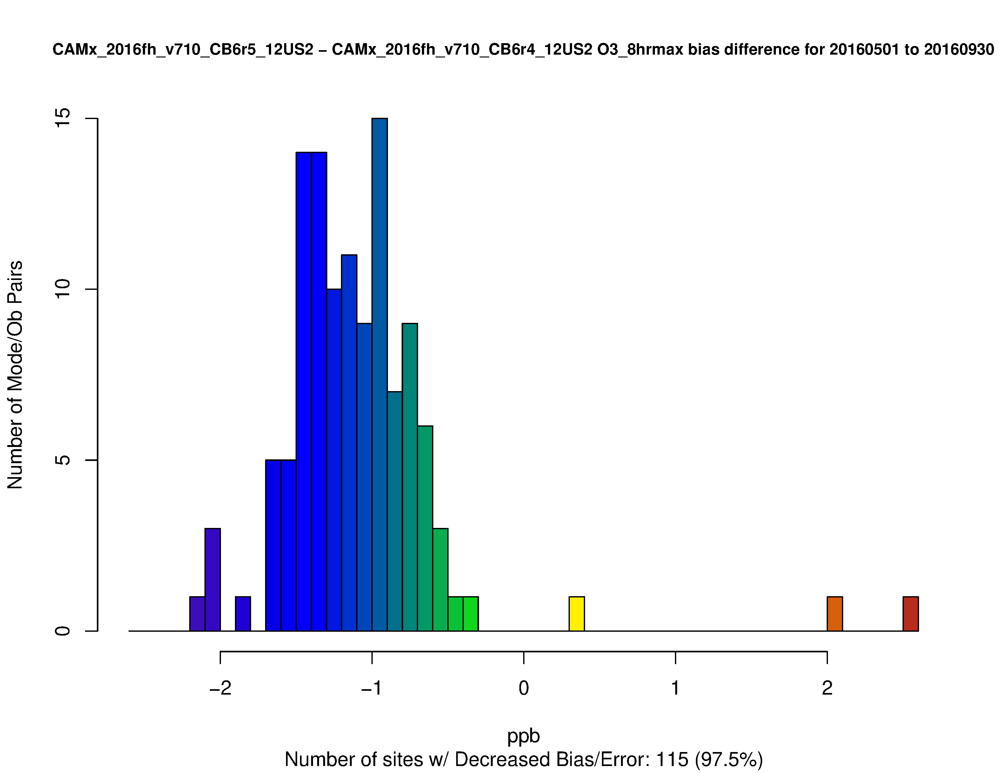 CAMx_2016fh_v710_CB6r5_12US2 − CAMx_2016fh_v710_CB6r4_12US2 O3_8hrmax bias difference for 20160501 to 20160930
Number of Mode/Ob Pairs
15
10
5
0
−2
−1
0
1
2
ppb
Number of sites w/ Decreased Bias/Error: 115 (97.5%)